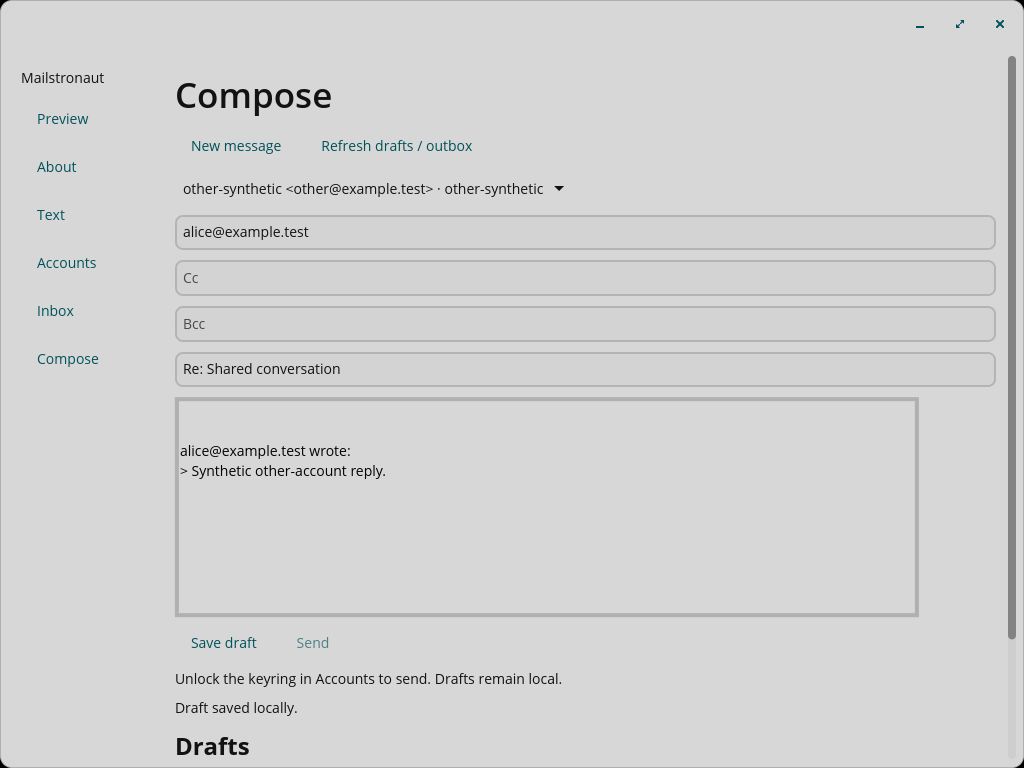 Mailstronaut
Preview
About
Text
Accounts
Inbox
Compose
Compose
New message
Refresh drafts / outbox
other-synthetic <other@example.test> · other-synthetic
alice@example.test
Cc
Bcc
Re: Shared conversation
alice@example.test wrote:
> Synthetic other-account reply.
Save draft
Send
Unlock the keyring in Accounts to send. Drafts remain local.
Draft saved locally.
Drafts